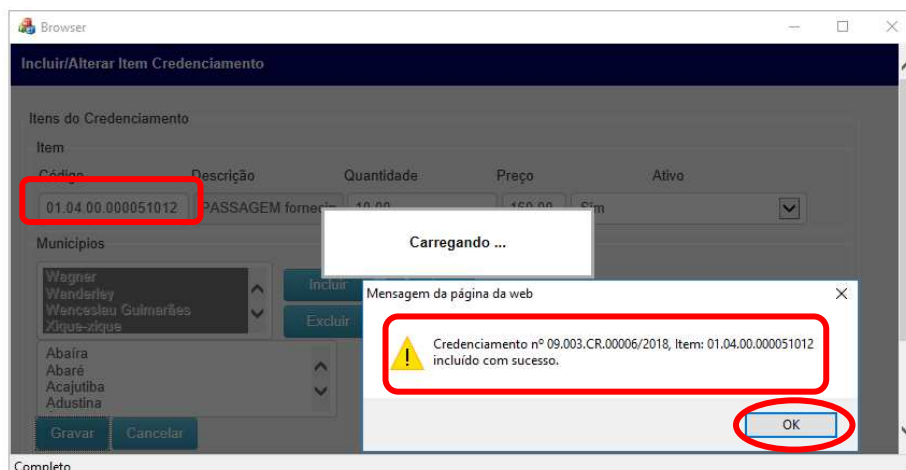 Browser
Incluir/Alterar Item Credenciamento
Itens do Credenciamento
Item
Código Descrição Quantidade Preço Ativo
01.04.00.000051012 PASSAGEM fornecin 10,00 150,00 Sim
Carregando ...
Municípios
Wagner
Wanderley
Wenceslau Guimarães
Xique-xique
Incluir
Excluir
Abaíra
Abaré
Acajutiba
Adustina
Gravar Cancelar
Mensagem da página da web
Credenciamento nº 09.003.CR.00006/2018, Item: 01.04.00.000051012
incluído com sucesso.
OK
Completo